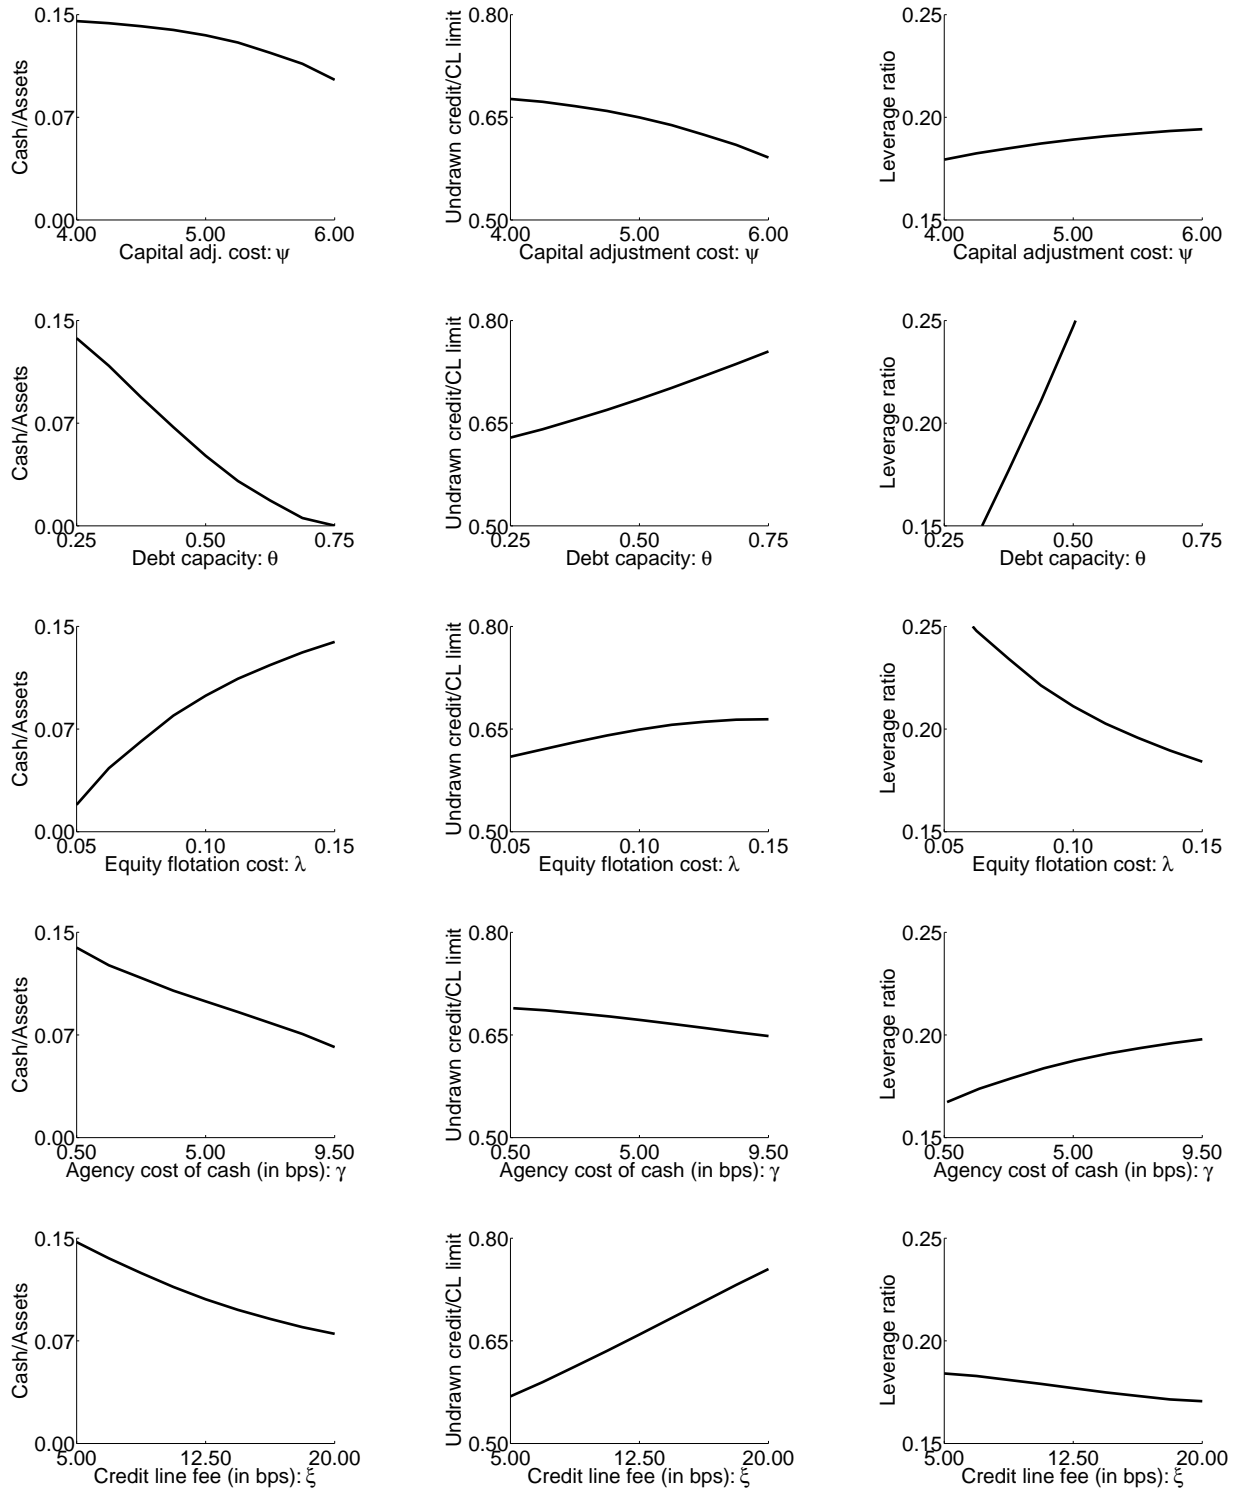 0.15
0.07
0.00
Cash/Assets
4.00 5.00 6.00
Capital adj. cost: ψ
0.80
0.65
0.50
Undrawn credit/CL limit
4.00 5.00 6.00
Capital adjustment cost: ψ
0.25
0.20
0.15
Leverage ratio
4.00 5.00 6.00
Capital adjustment cost: ψ
0.15
0.07
0.00
Cash/Assets
0.25 0.50 0.75
Debt capacity: θ
0.80
0.65
0.50
Undrawn credit/CL limit
0.25 0.50 0.75
Debt capacity: θ
0.25
0.20
0.15
Leverage ratio
0.25 0.50 0.75
Debt capacity: θ
0.15
0.07
0.00
Cash/Assets
0.05 0.10 0.15
Equity flotation cost: λ
0.80
0.65
0.50
Undrawn credit/CL limit
0.05 0.10 0.15
Equity flotation cost: λ
0.25
0.20
0.15
Leverage ratio
0.05 0.10 0.15
Equity flotation cost: λ
0.15
0.07
0.00
Cash/Assets
0.50 5.00 9.50
Agency cost of cash (in bps): γ
0.80
0.65
0.50
Undrawn credit/CL limit
0.50 5.00 9.50
Agency cost of cash (in bps): γ
0.25
0.20
0.15
Leverage ratio
0.50 5.00 9.50
Agency cost of cash (in bps): γ
0.15
0.07
0.00
Cash/Assets
5.00 12.50 20.00
Credit line fee (in bps): ξ
0.80
0.65
0.50
Undrawn credit/CL limit
5.00 12.50 20.00
Credit line fee (in bps): ξ
0.25
0.20
0.15
Leverage ratio
5.00 12.50 20.00
Credit line fee (in bps): ξ